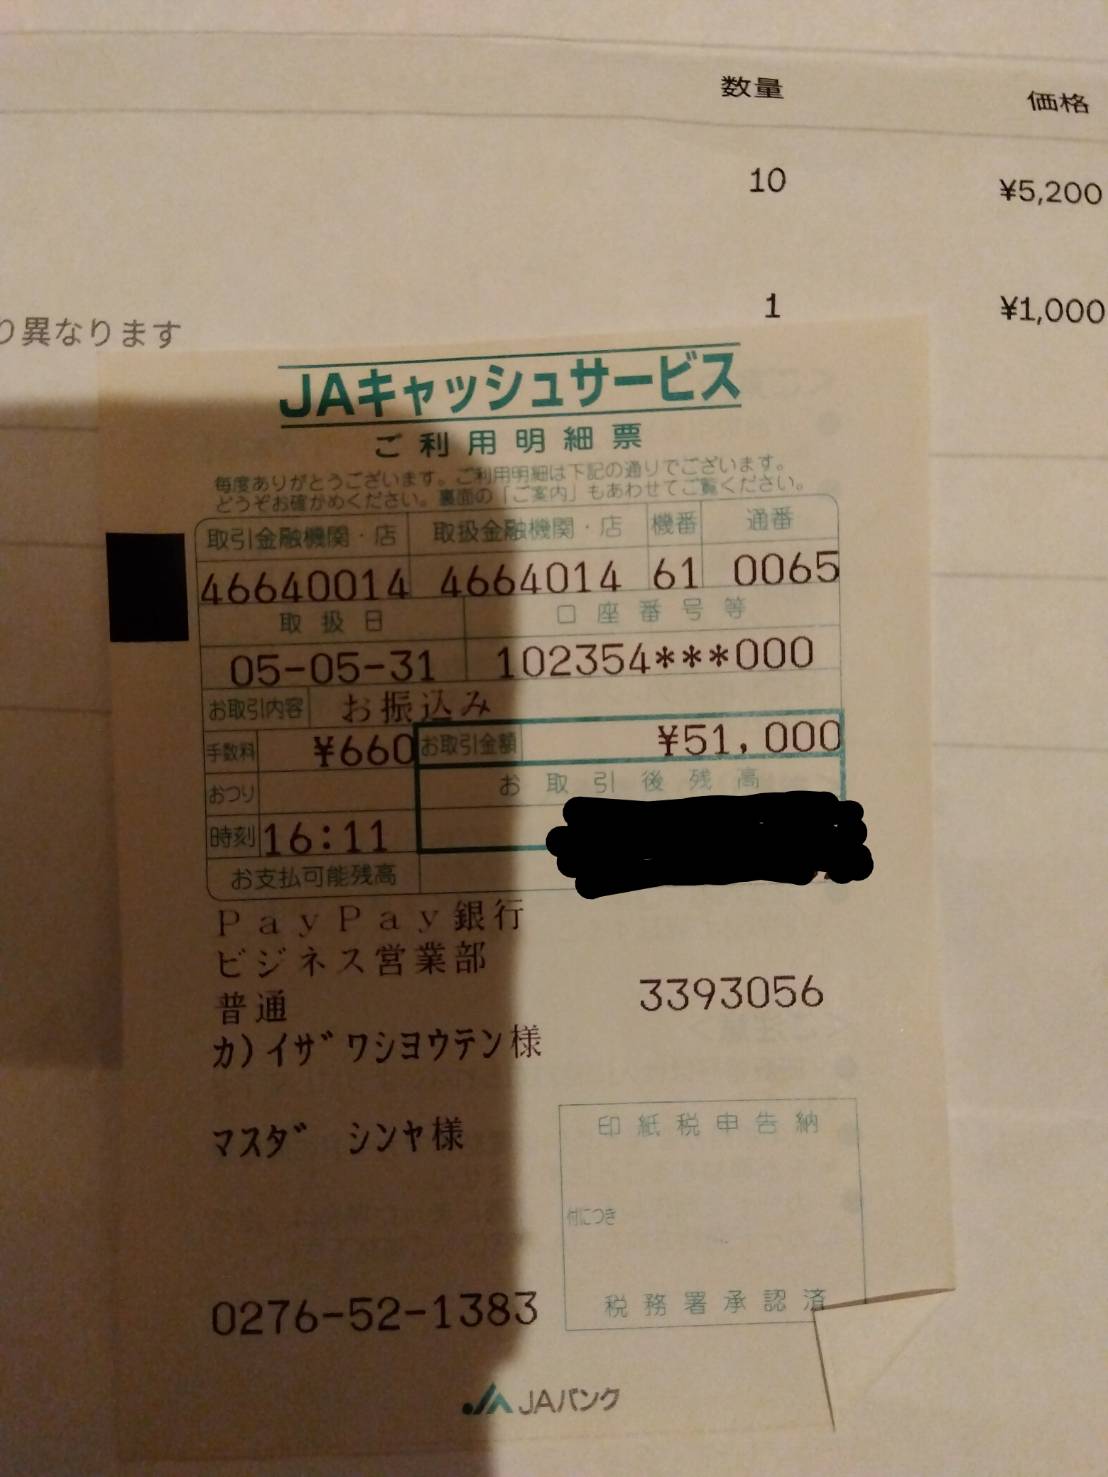 数量 価格
10 ¥5,200
1 ¥1,000
り異なります
JAキャッシュサービス
ご利用明細票
毎度ありがとうございます。ご利用明細は下記の通りでございます。
どうぞお確かめください。裏面の「ご案内」もあわせてご覧ください。
取引金融機関・店 取扱金融機関・店 機番 通番
46640014 4664014 61 0065
取扱日 口座番号等
05-05-31 102354***000
お取引内容 お振込み
手数料 ¥660 お取引金額 ¥51,000
おつり お取引後残高
時刻 16:11
お支払可能残高
PayPay銀行
ビジネス営業部
普通 3393056
カ)イザワシヨウテン様
マスダ シンヤ様
印紙税申告納
付につき
税務署承認済
0276-52-1383
JAバンク